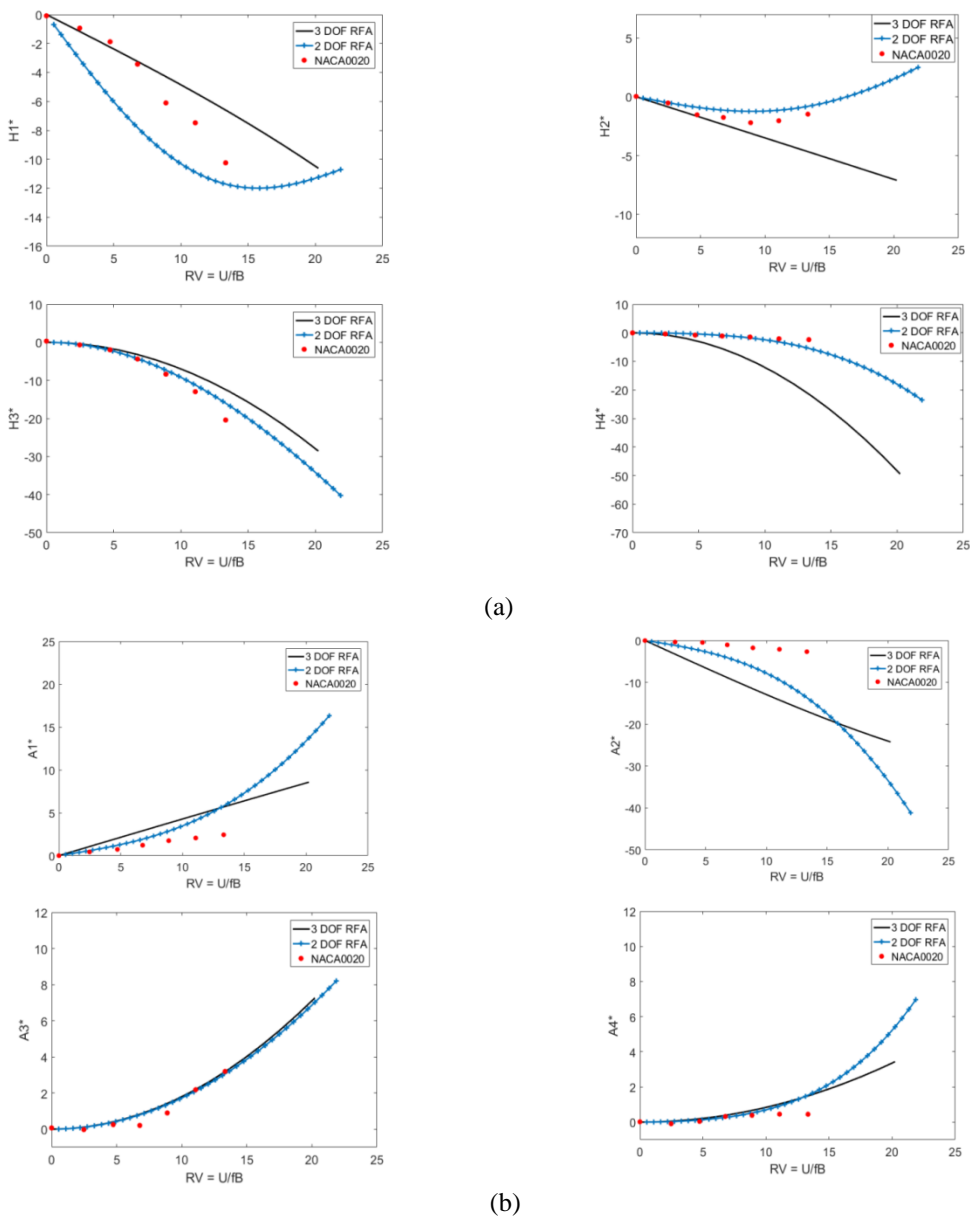 H1*
0
-2
-4
-6
-8
-10
-12
-14
-16
3 DOF RFA
2 DOF RFA
NACA0020
0 5 10 15 20 25
RV = U/fB
H2*
5
0
-5
-10
3 DOF RFA
2 DOF RFA
NACA0020
0 5 10 15 20 25
RV = U/fB
H3*
10
0
-10
-20
-30
-40
-50
3 DOF RFA
2 DOF RFA
NACA0020
0 5 10 15 20 25
RV = U/fB
H4*
10
0
-10
-20
-30
-40
-50
-60
-70
3 DOF RFA
2 DOF RFA
NACA0020
0 5 10 15 20 25
RV = U/fB
(a)
A1*
25
20
15
10
5
0
3 DOF RFA
2 DOF RFA
NACA0020
0 5 10 15 20 25
RV = U/fB
A2*
0
-10
-20
-30
-40
-50
3 DOF RFA
2 DOF RFA
NACA0020
0 5 10 15 20 25
RV = U/fB
A3*
12
10
8
6
4
2
0
3 DOF RFA
2 DOF RFA
NACA0020
0 5 10 15 20 25
RV = U/fB
A4*
12
10
8
6
4
2
0
3 DOF RFA
2 DOF RFA
NACA0020
0 5 10 15 20 25
RV = U/fB
(b)